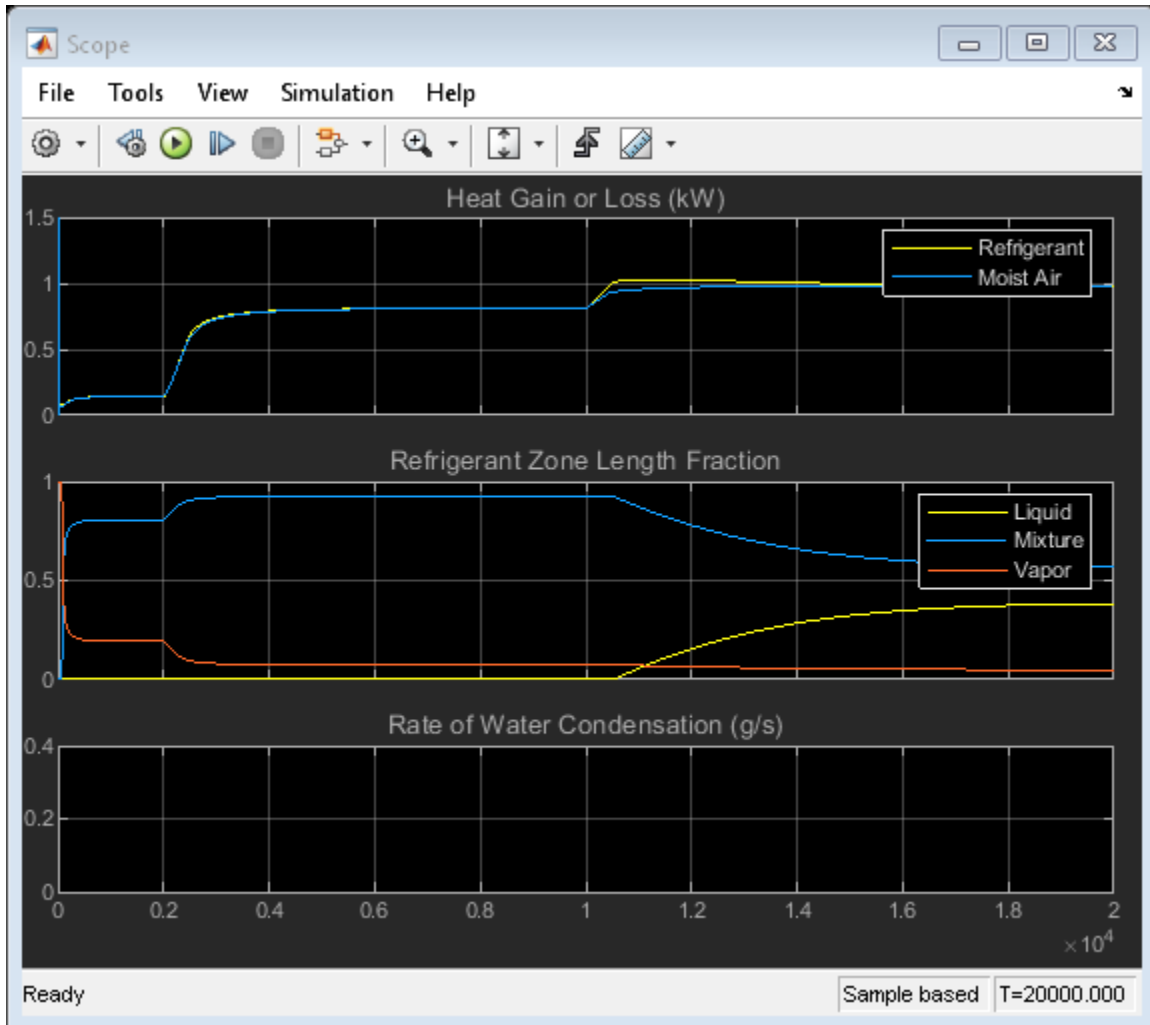 Scope
File Tools View Simulation Help
Heat Gain or Loss (kW)
1.5
1
0.5
0
Refrigerant
Moist Air
Refrigerant Zone Length Fraction
1
0.5
0
Liquid
Mixture
Vapor
Rate of Water Condensation (g/s)
0.4
0.2
0
0 0.2 0.4 0.6 0.8 1 1.2 1.4 1.6 1.8 2
×10⁴
Ready Sample based T=20000.000